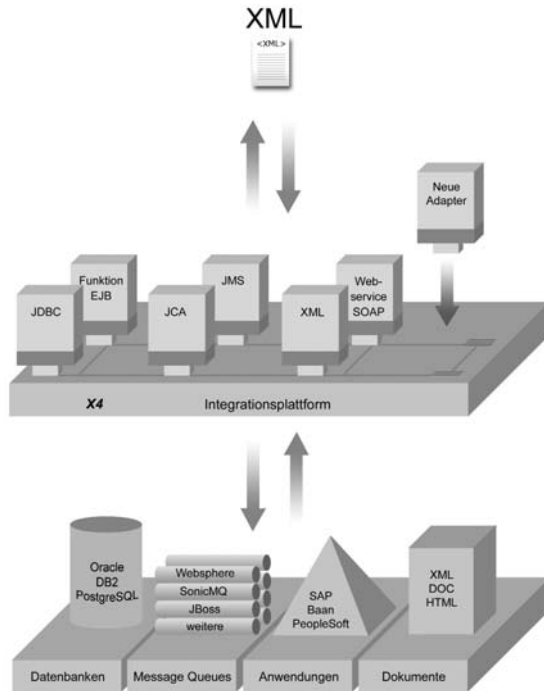 XML
<XML>
Neue
Adapter
Funktion
EJB
JMS
Web-
service
SOAP
JDBC
JCA
XML
X4 Integrationsplattform
Oracle
DB2
PostgreSQL
Websphere
SonicMQ
JBoss
weitere
SAP
Baan
PeopleSoft
XML
DOC
HTML
Datenbanken
Message Queues
Anwendungen
Dokumente